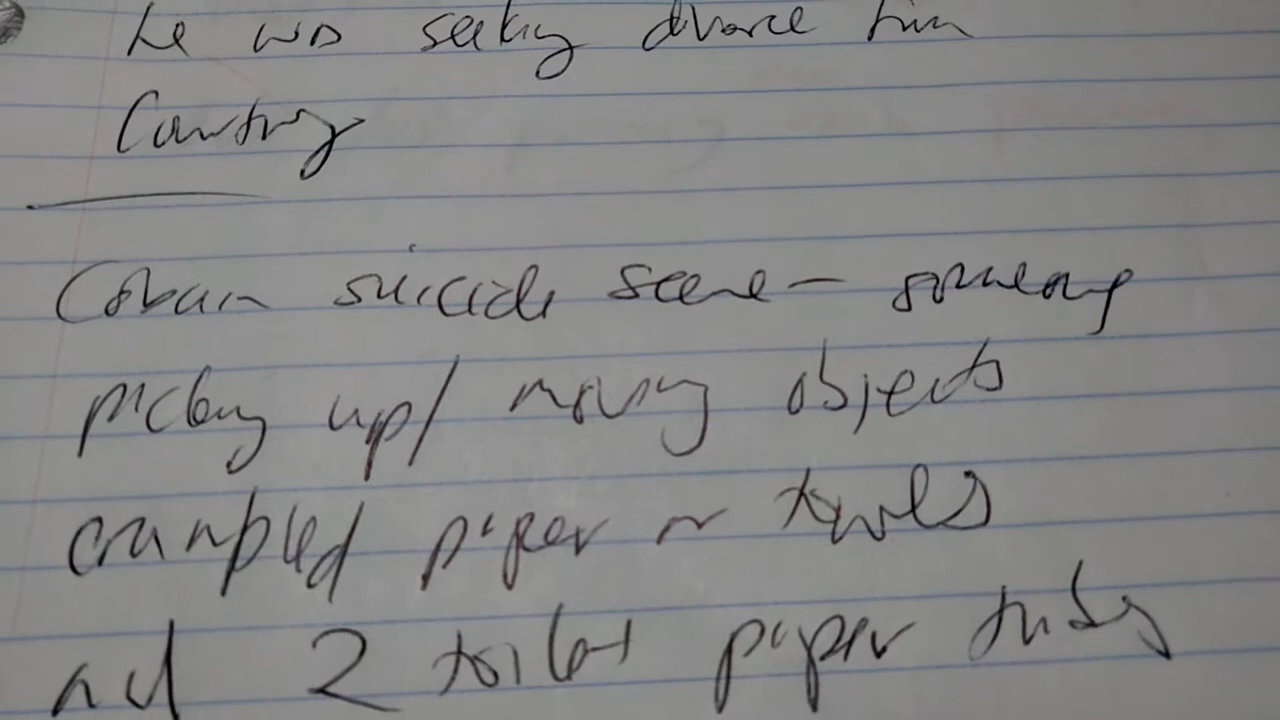 he was seeking divorce from
Courtney
Cobain suicide scene - someone
picking up/ moving objects
crumpled paper or towels
and 2 toilet paper tubes